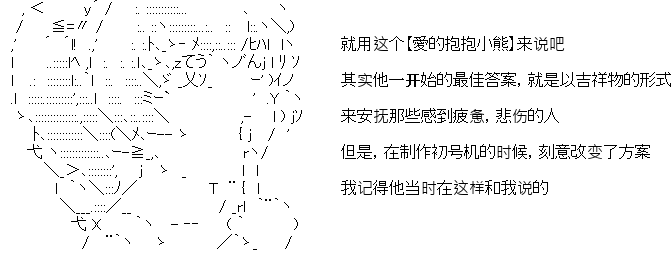 就用这个【愛的抱抱小熊】来说吧
其实他一开始的最佳答案，就是以吉祥物的形式
来安抚那些感到疲惫，悲伤的人
但是，在制作初号机的时候，刻意改变了方案
我记得他当时在这样和我说的